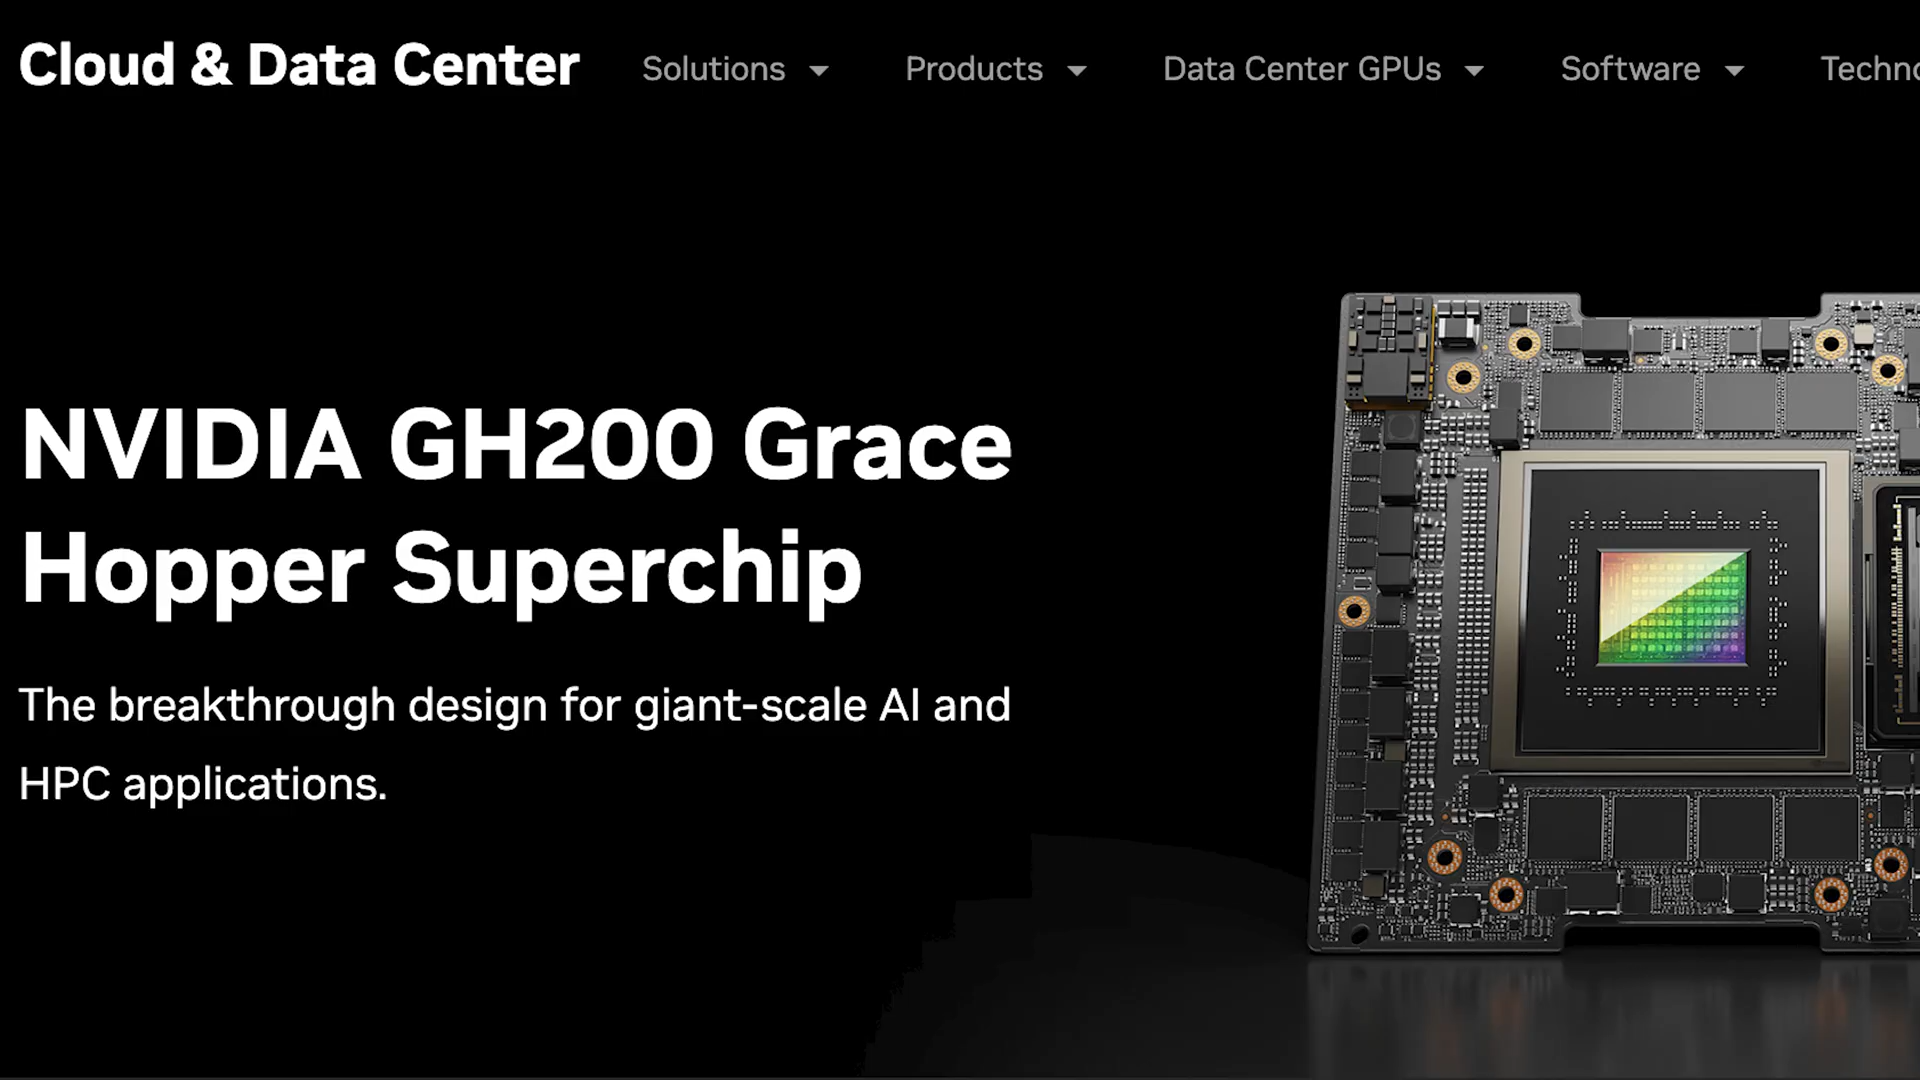 Cloud & Data Center Solutions Products Data Center GPUs Software Techno
NVIDIA GH200 Grace
Hopper Superchip
The breakthrough design for giant-scale AI and
HPC applications.